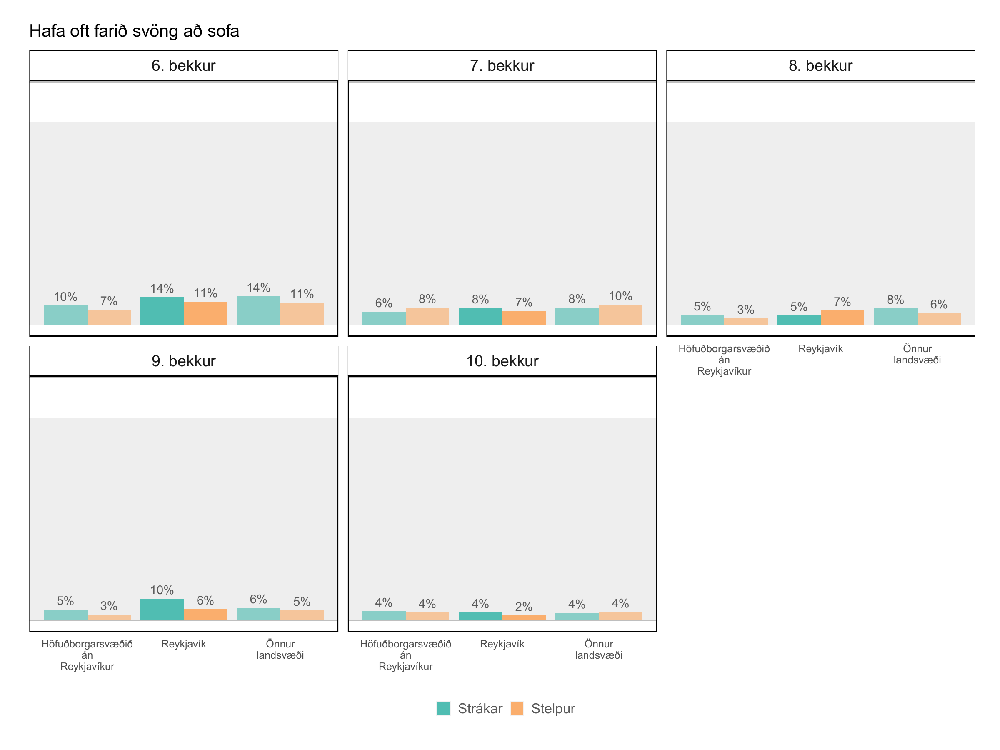 Hafa oft farið svöng að sofa
6. bekkur
10% 7% 14% 11% 14% 11%
7. bekkur
6% 8% 8% 7% 8% 10%
8. bekkur
5% 3% 5% 7% 8% 6%
Höfuðborgarsvæðið
án
Reykjavíkur
Reykjavík
Önnur
landsvæði
9. bekkur
5% 3% 10% 6% 6% 5%
Höfuðborgarsvæðið
án
Reykjavíkur
Reykjavík
Önnur
landsvæði
10. bekkur
4% 4% 4% 2% 4% 4%
Höfuðborgarsvæðið
án
Reykjavíkur
Reykjavík
Önnur
landsvæði
Strákar Stelpur